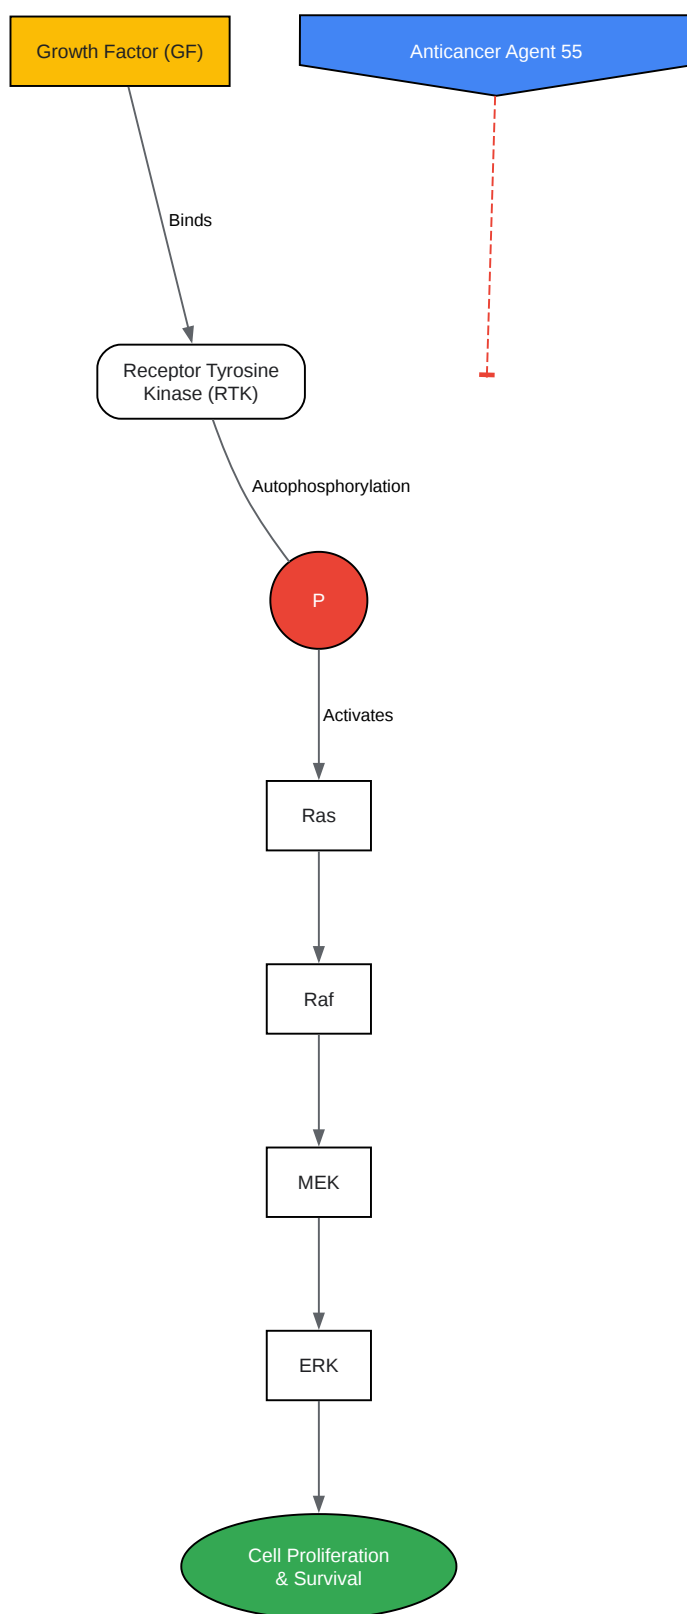 Growth Factor (GF)
Anticancer Agent 55
Binds
Receptor Tyrosine
Kinase (RTK)
Autophosphorylation
P
Activates
Ras
Raf
MEK
ERK
Cell Proliferation
& Survival